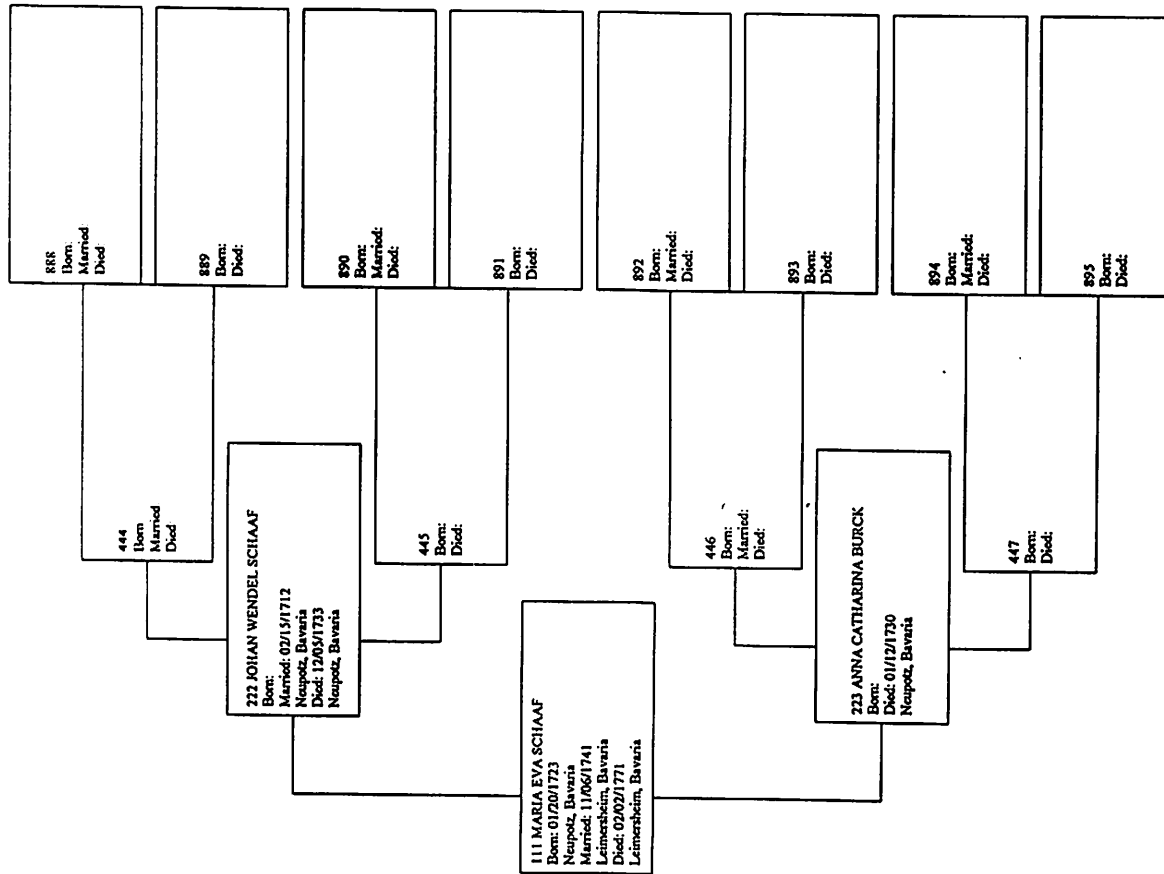 888
Born:
Married
Died
889
Born:
Died:
444
Born
Married
Died
890
Born:
Married:
Died:
222 JOHAN WENDEL SCHAAF
Born:
Married: 02/15/1712
Neupotz, Bavaria
Died: 12/05/1733
Neupotz, Bavaria
891
Born:
Died:
445
Born:
Died:
111 MARIA EVA SCHAAF
Born: 01/20/1723
Neupotz, Bavaria
Married: 11/06/1741
Leimersheim, Bavaria
Died: 02/02/1771
Leimersheim, Bavaria
892
Born:
Married:
Died:
446
Born:
Married:
Died:
893
Born:
Died:
223 ANNA CATHARINA BURCK
Born:
Died: 01/12/1730
Neupotz, Bavaria
894
Born:
Married:
Died:
447
Born:
Died:
895
Born:
Died: